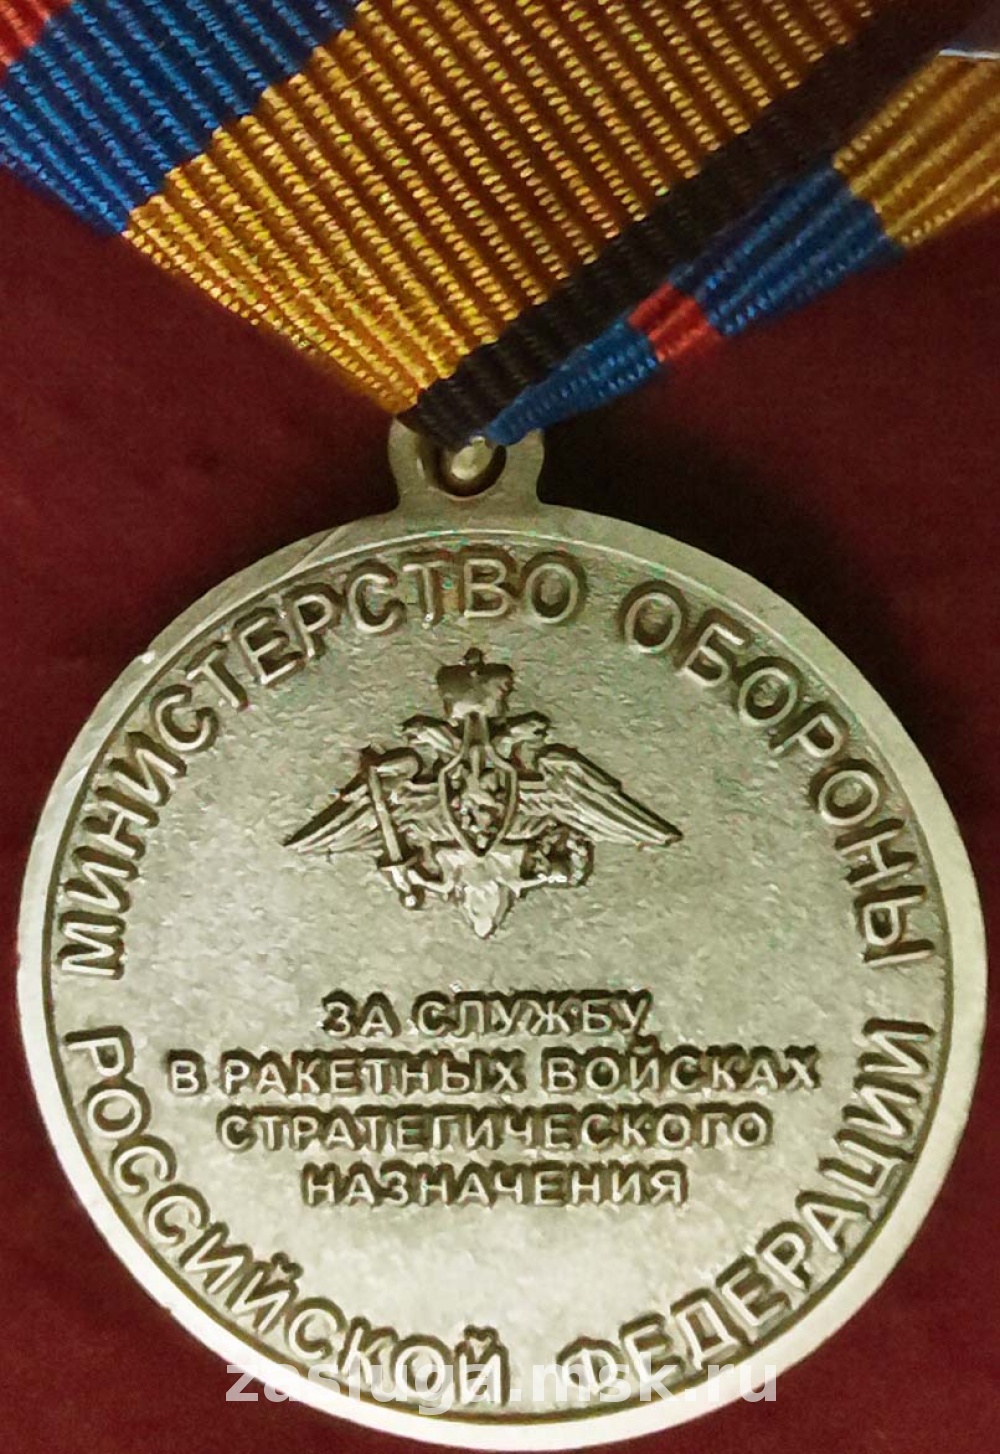 МИНИСТЕРСТВО ОБОРОНЫ
РОССИЙСКОЙ ФЕДЕРАЦИИ
ЗА СЛУЖБУ
В РАКЕТНЫХ ВОЙСКАХ
СТРАТЕГИЧЕСКОГО
НАЗНАЧЕНИЯ
zasluga.msk.ru